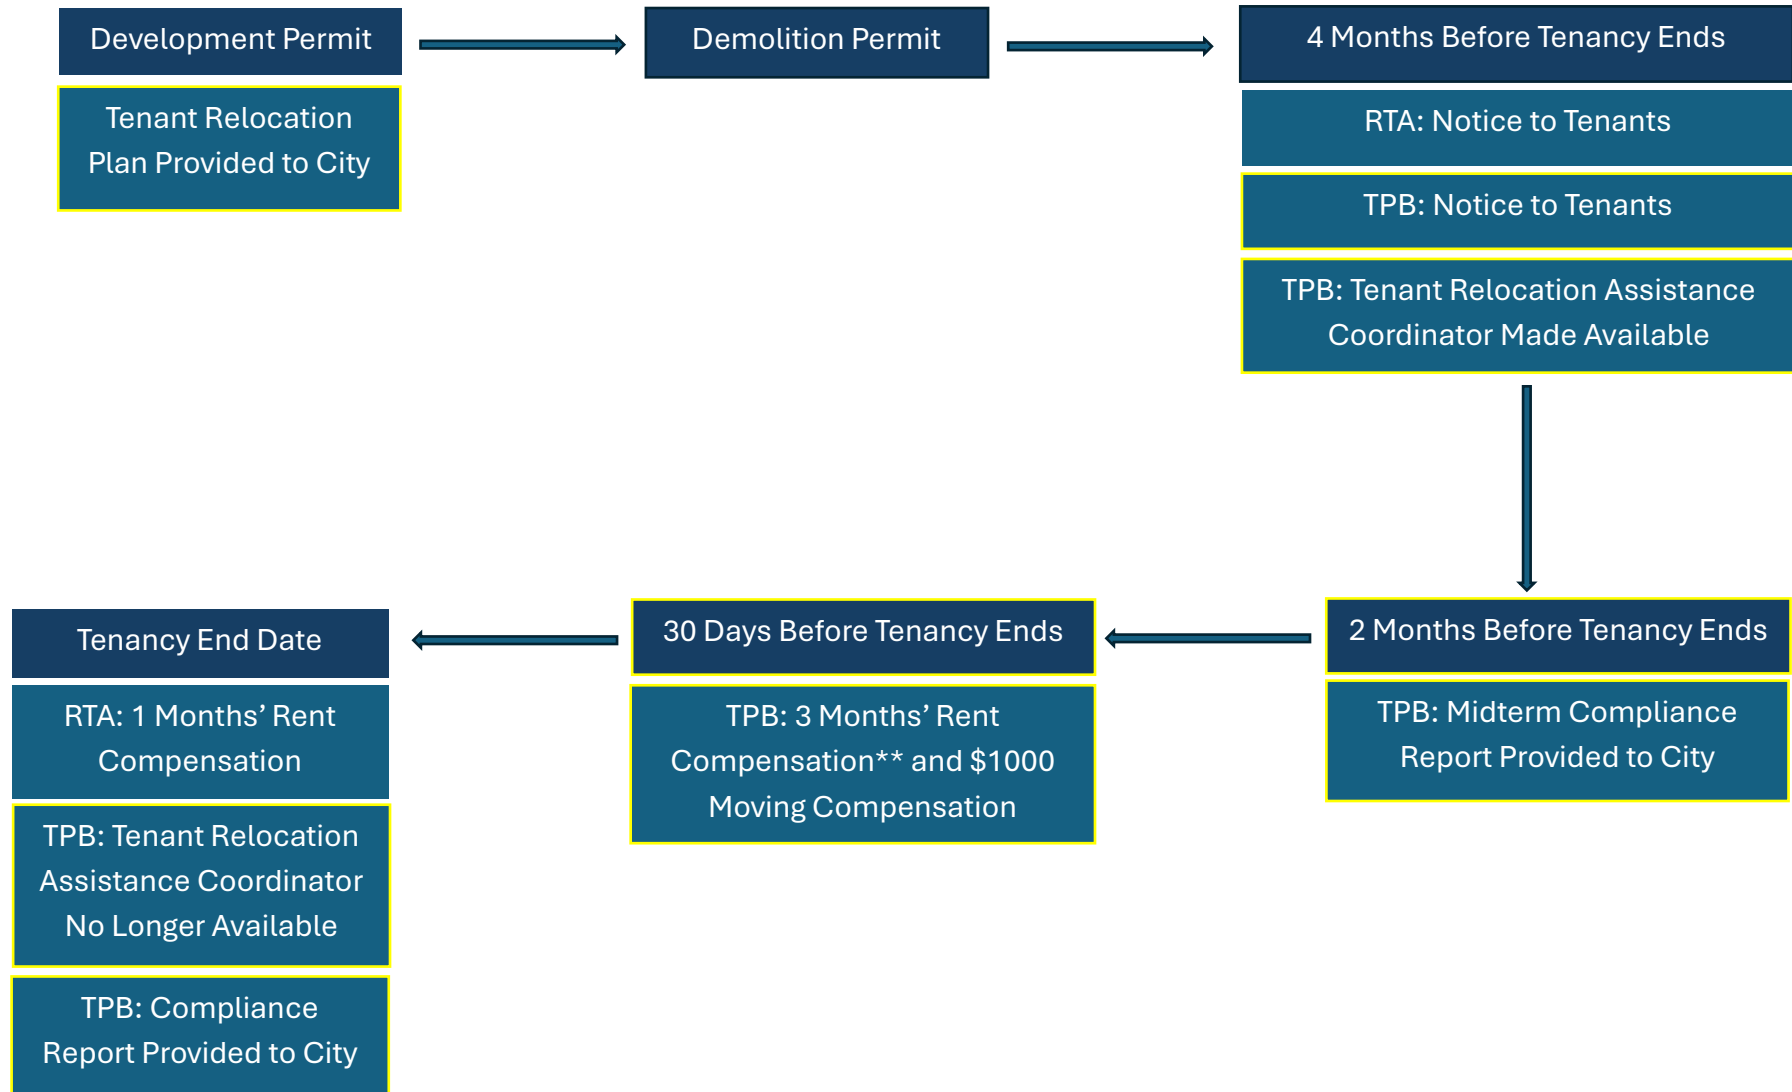 Development Permit
Tenant Relocation
Plan Provided to City
Demolition Permit
4 Months Before Tenancy Ends
RTA: Notice to Tenants
TPB: Notice to Tenants
TPB: Tenant Relocation Assistance
Coordinator Made Available
2 Months Before Tenancy Ends
TPB: Midterm Compliance
Report Provided to City
30 Days Before Tenancy Ends
TPB: 3 Months’ Rent
Compensation** and $1000
Moving Compensation
Tenancy End Date
RTA: 1 Months’ Rent
Compensation
TPB: Tenant Relocation
Assistance Coordinator
No Longer Available
TPB: Compliance
Report Provided to City